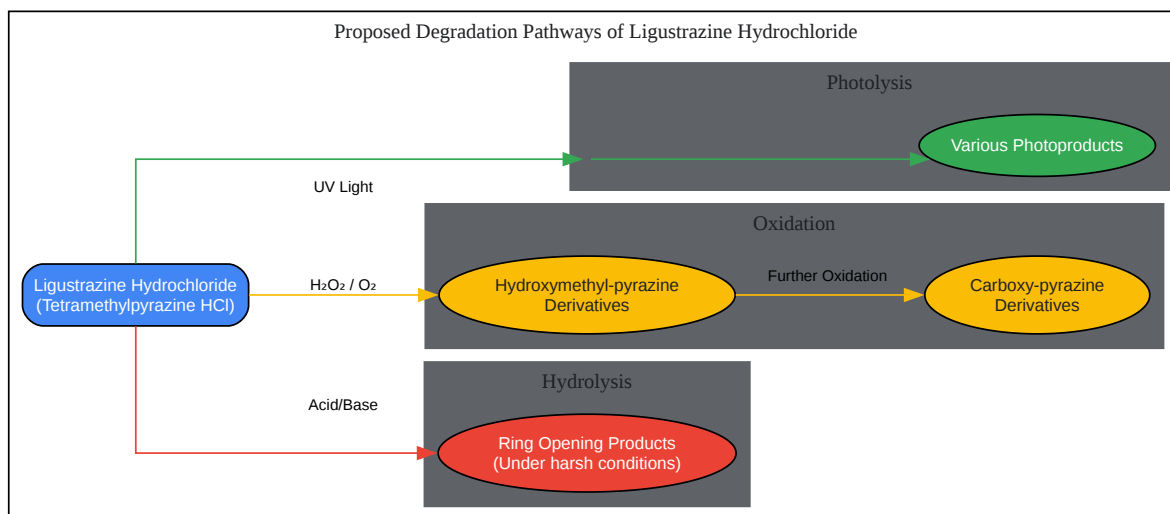 Proposed Degradation Pathways of Ligustrazine Hydrochloride
Photolysis
Various Photoproducts
UV Light
Oxidation
Ligustrazine Hydrochloride
(Tetramethylpyrazine HCl)
H₂O₂ / O₂
Hydroxymethyl-pyrazine
Derivatives
Further Oxidation
Carboxy-pyrazine
Derivatives
Hydrolysis
Acid/Base
Ring Opening Products
(Under harsh conditions)